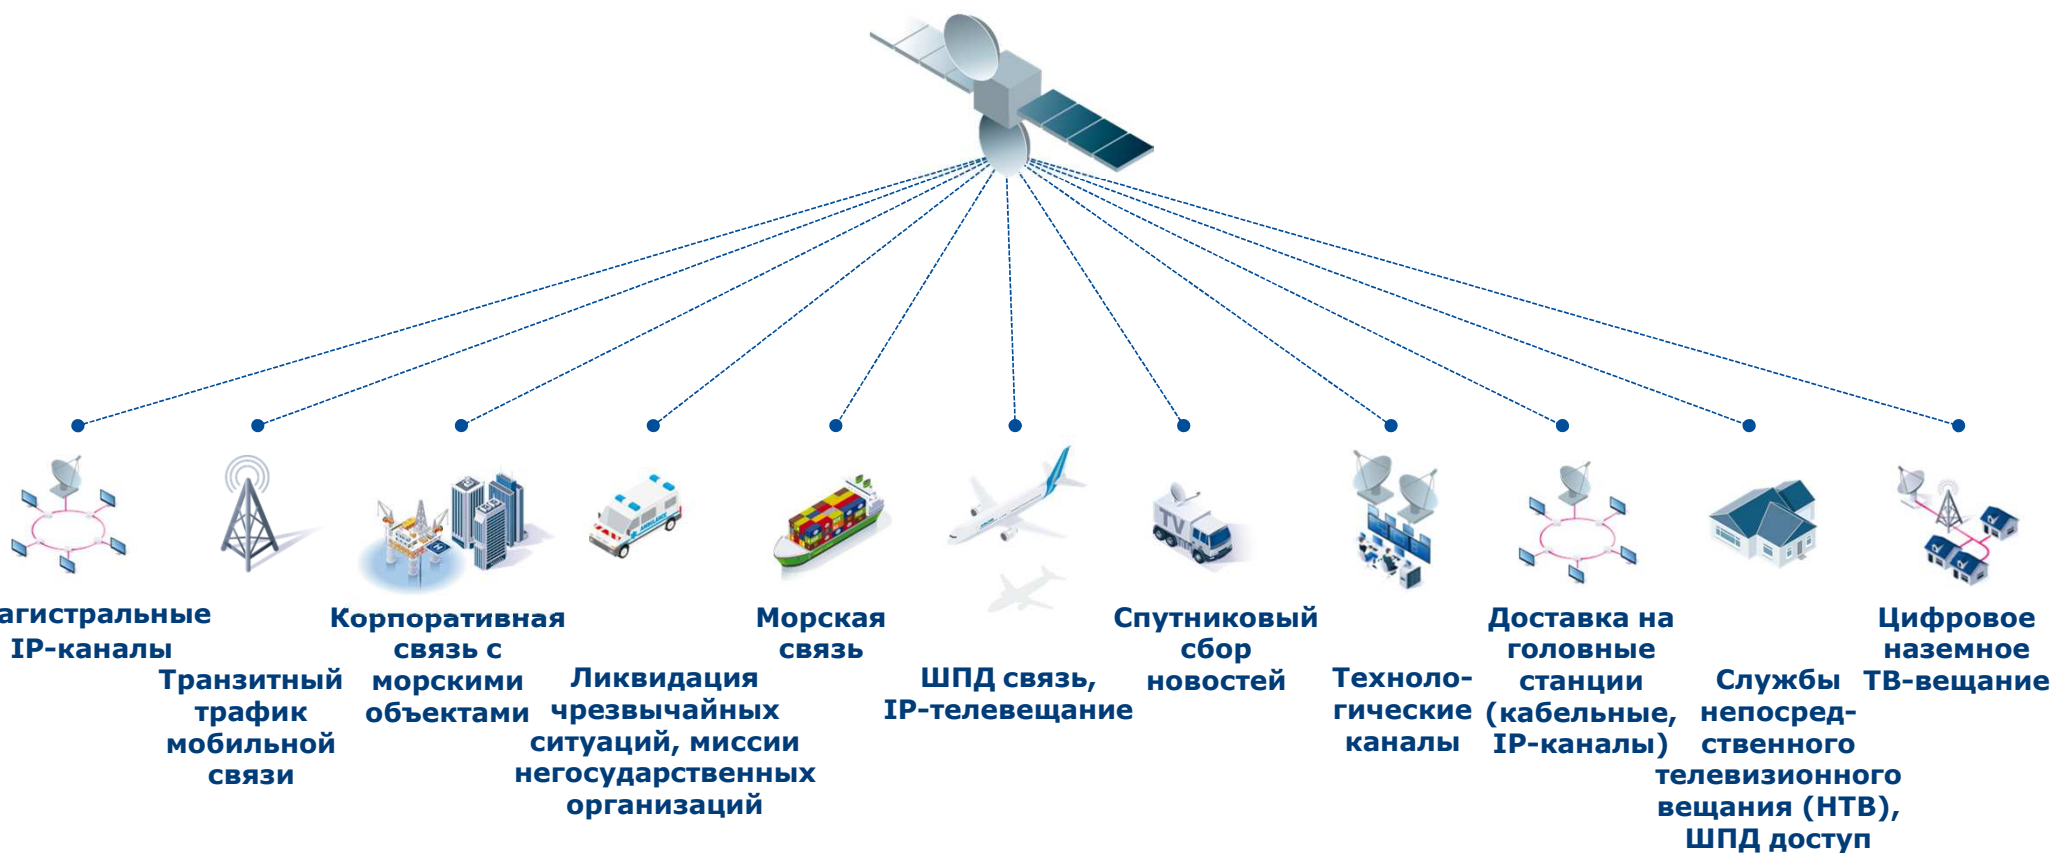 агистральные
IP-каналы
Транзитный
трафик
мобильной
связи
Корпоративная
связь с
морскими
объектами
Ликвидация
чрезвычайных
ситуаций, миссии
негосударственных
организаций
Морская
связь
ШПД связь,
IP-телевещание
Спутниковый
сбор
новостей
Техноло-
гические
каналы
Доставка на
головные
станции
(кабельные,
IP-каналы)
Службы
непосред-
ственного
телевизионного
вещания (НТВ),
ШПД доступ
Цифровое
наземное
ТВ-вещание
AMBULANCE
H
TV